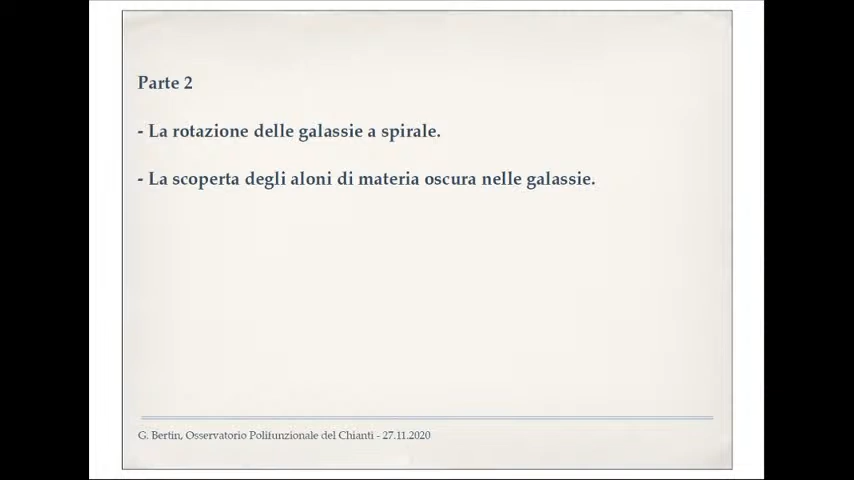 Parte 2
- La rotazione delle galassie a spirale.
- La scoperta degli aloni di materia oscura nelle galassie.
G. Bertin, Osservatorio Polifunzionale del Chianti - 27.11.2020